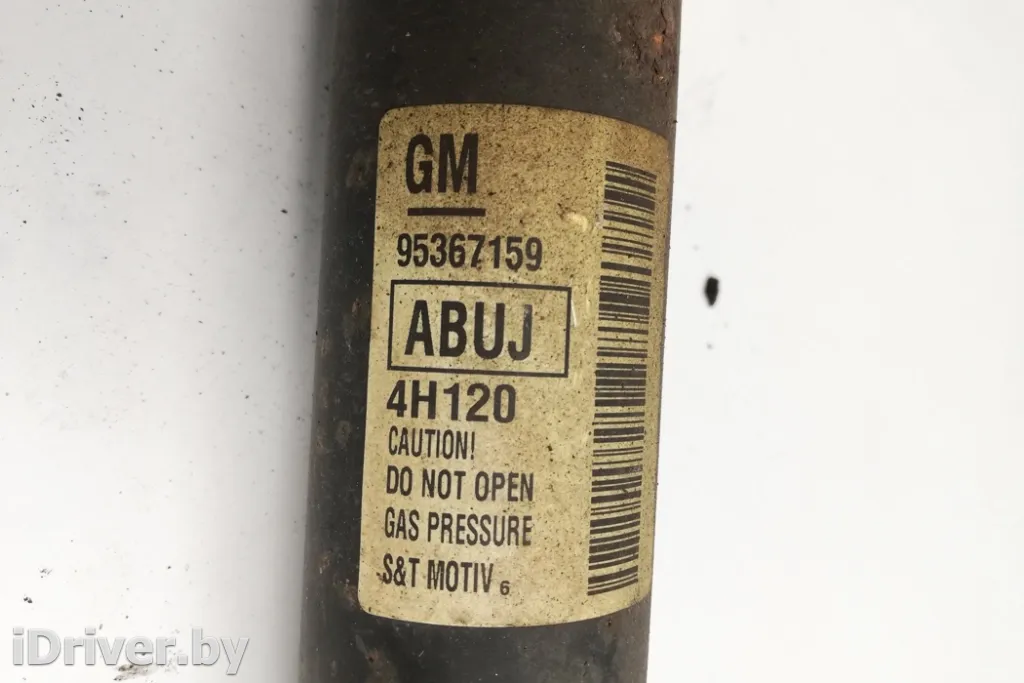 GM
95367159
ABUJ
4H120
CAUTION!
DO NOT OPEN
GAS PRESSURE
S&T MOTIV 6
iDriver.by